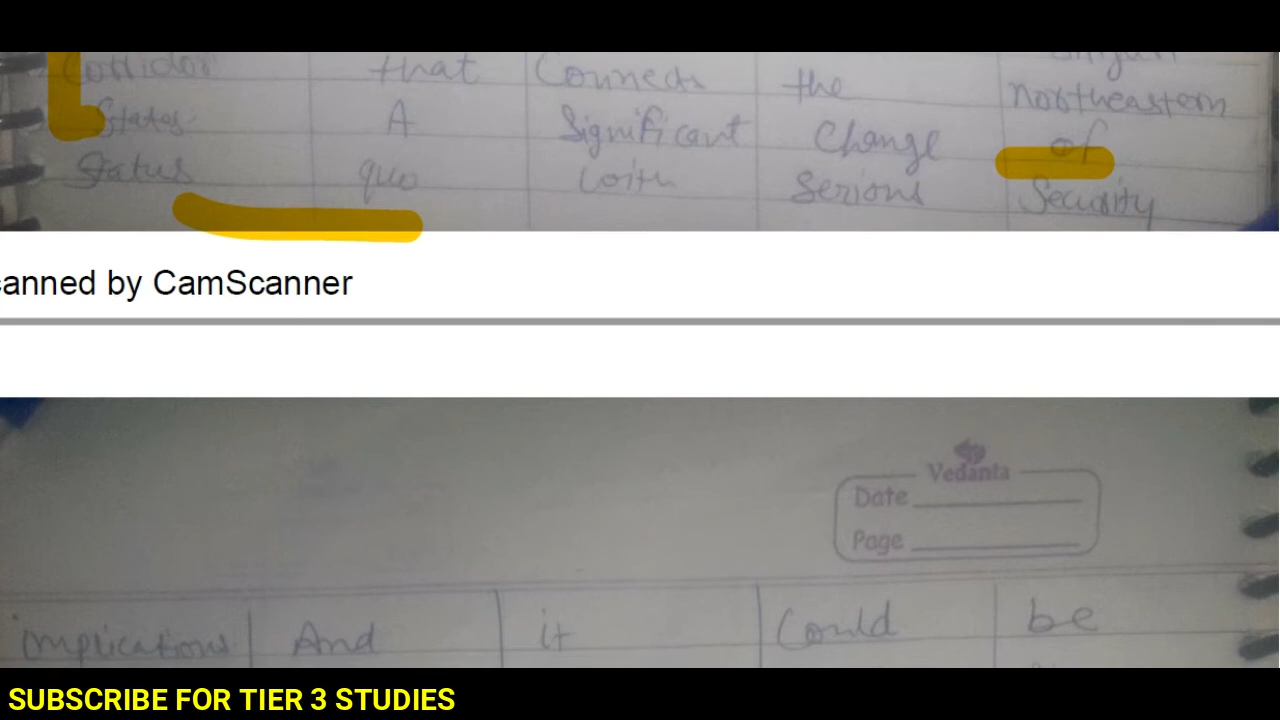 Corridor that Connects the
northeastern
States A Significant Change of
Status quo with Serious Security
canned by CamScanner
Vedanta
Date
Page
implications And it Could be
SUBSCRIBE FOR TIER 3 STUDIES